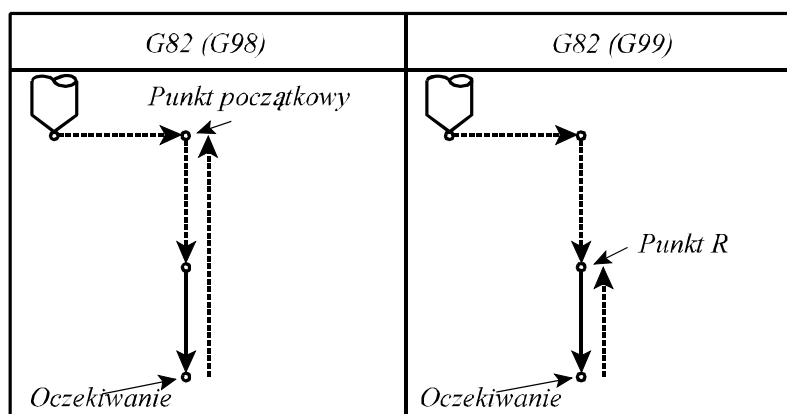 G82 (G98)
G82 (G99)
Punkt początkowy
Punkt R
Oczekiwanie
Oczekiwanie